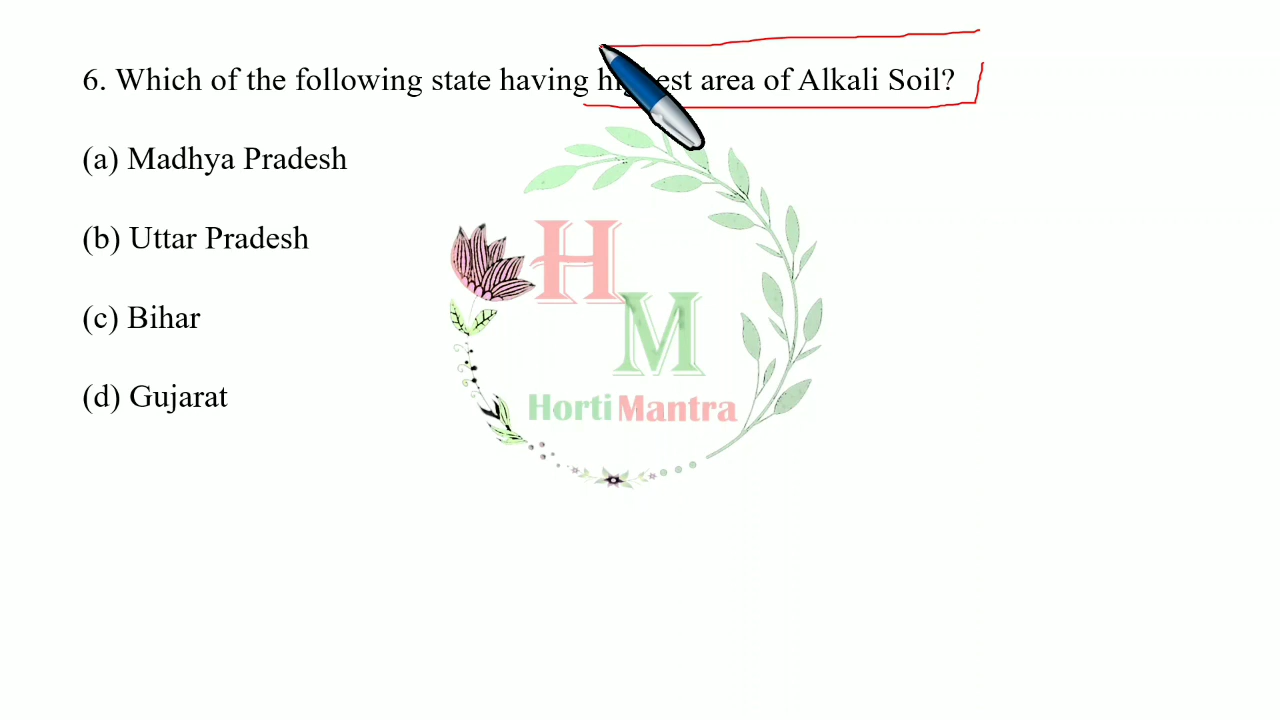 6. Which of the following state having highest area of Alkali Soil?
(a) Madhya Pradesh
(b) Uttar Pradesh
(c) Bihar
(d) Gujarat
H
M
Horti Mantra